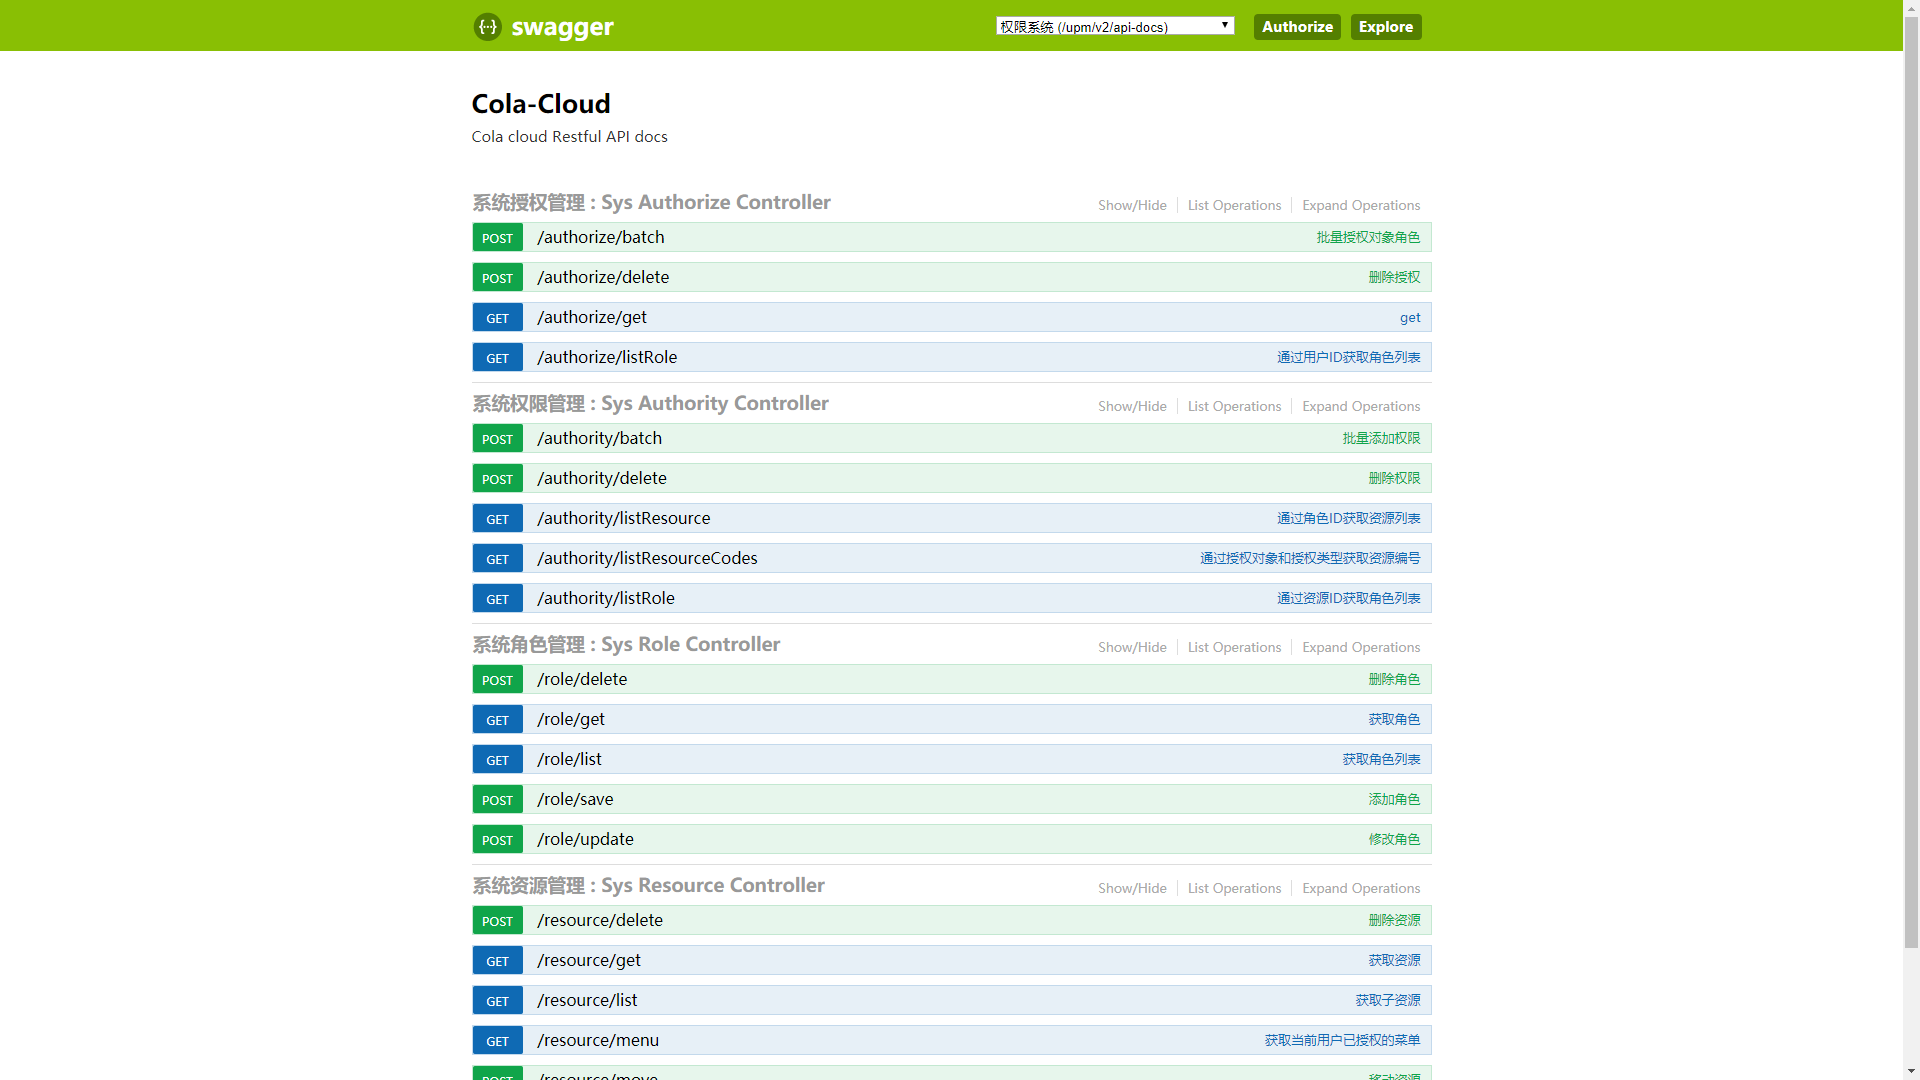 swagger
权限系统 (/upm/v2/api-docs)
Authorize
Explore
Cola-Cloud
Cola cloud Restful API docs
系统授权管理 : Sys Authorize Controller
Show/Hide
List Operations
Expand Operations
POST
/authorize/batch
批量授权对象角色
POST
/authorize/delete
删除授权
GET
/authorize/get
get
GET
/authorize/listRole
通过用户ID获取角色列表
系统权限管理 : Sys Authority Controller
Show/Hide
List Operations
Expand Operations
POST
/authority/batch
批量添加权限
POST
/authority/delete
删除权限
GET
/authority/listResource
通过角色ID获取资源列表
GET
/authority/listResourceCodes
通过授权对象和授权类型获取资源编号
GET
/authority/listRole
通过资源ID获取角色列表
系统角色管理 : Sys Role Controller
Show/Hide
List Operations
Expand Operations
POST
/role/delete
删除角色
GET
/role/get
获取角色
GET
/role/list
获取角色列表
POST
/role/save
添加角色
POST
/role/update
修改角色
系统资源管理 : Sys Resource Controller
Show/Hide
List Operations
Expand Operations
POST
/resource/delete
删除资源
GET
/resource/get
获取资源
GET
/resource/list
获取子资源
GET
/resource/menu
获取当前用户已授权的菜单
POST
/resource/move
移动资源